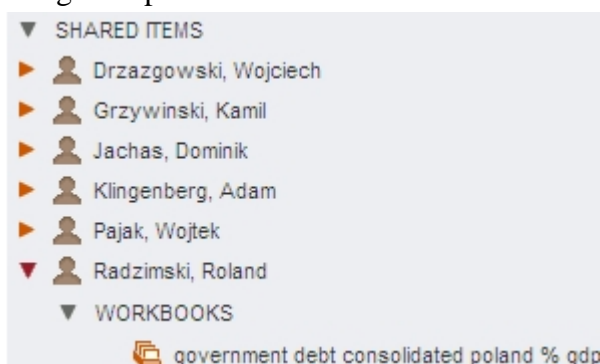 SHARED ITEMS
Drzazgowski, Wojciech
Grzywinski, Kamil
Jachas, Dominik
Klingenberg, Adam
Pajak, Wojtek
Radzimski, Roland
WORKBOOKS
government debt consolidated poland % gdp